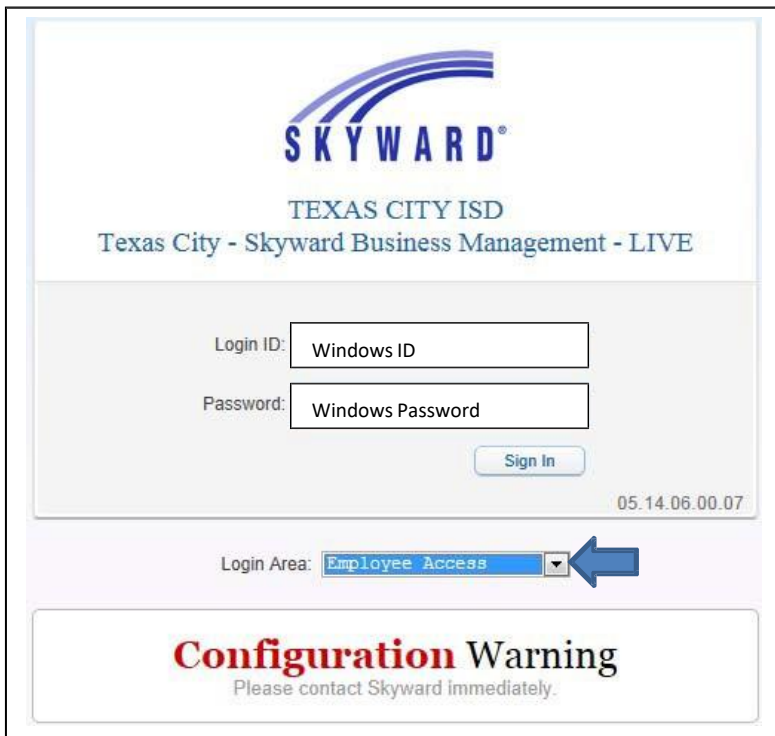 SKYWARD®
TEXAS CITY ISD
Texas City - Skyward Business Management - LIVE
Login ID: Windows ID
Password: Windows Password
Sign In
05.14.06.00.07
Login Area: Employee Access
Configuration Warning
Please contact Skyward immediately.